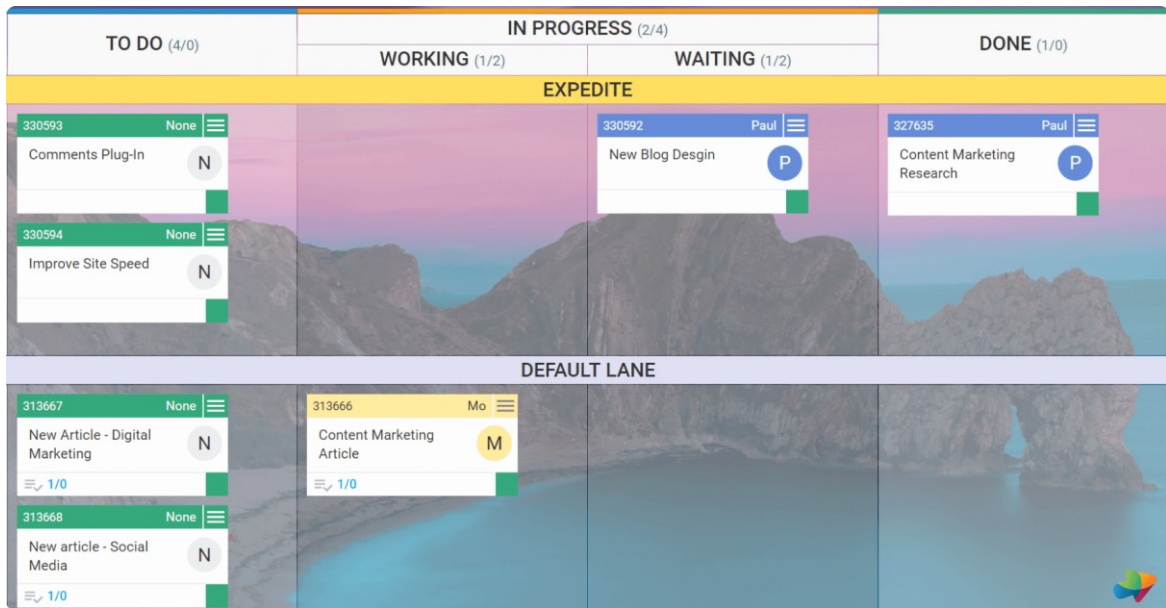 TO DO (4/0)
IN PROGRESS (2/4)
WORKING (1/2)
WAITING (1/2)
DONE (1/0)
EXPEDITE
330593 None
Comments Plug-In
N
330594 None
Improve Site Speed
N
330592 Paul
New Blog Desgin
P
327635 Paul
Content Marketing
Research
P
DEFAULT LANE
313667 None
New Article - Digital
Marketing
N
1/0
313668 None
New article - Social
Media
N
1/0
313666 Mo
Content Marketing
Article
M
1/0